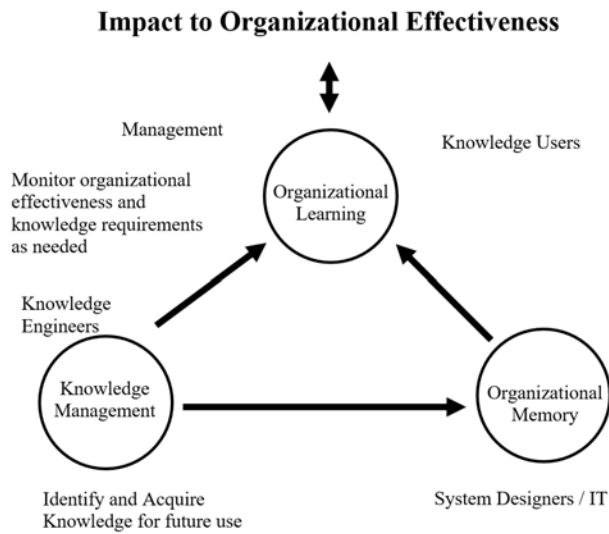 Impact to Organizational Effectiveness
Management
Knowledge Users
Organizational
Learning
Monitor organizational
effectiveness and
knowledge requirements
as needed
Knowledge
Engineers
Knowledge
Management
Organizational
Memory
Identify and Acquire
Knowledge for future use
System Designers / IT